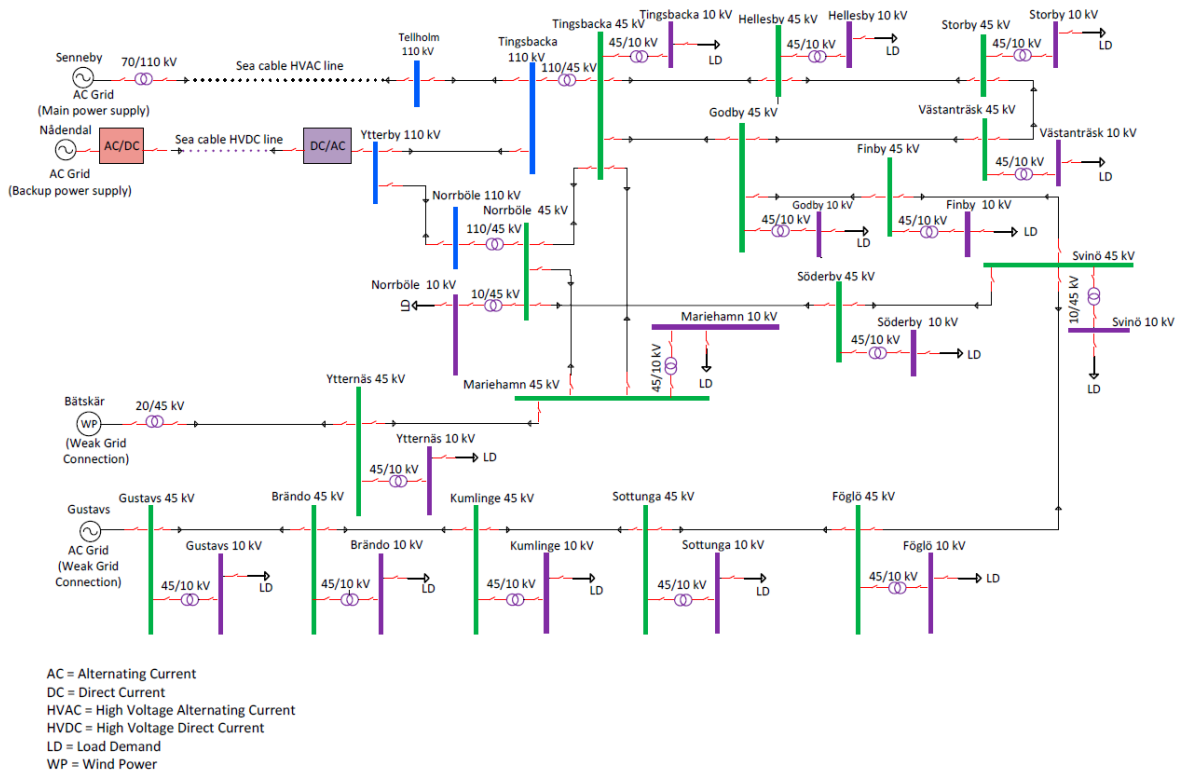 Tingsbacka 45 kV
Tingsbacka 10 kV
45/10 kV
LD
Hellesby 45 kV
Hellesby 10 kV
45/10 kV
LD
Storby 45 kV
Storby 10 kV
45/10 kV
LD
Senneby
70/110 kV
AC Grid
(Main power supply)
Sea cable HVAC line
Tellholm
110 kV
Tingsbacka
110 kV
110/45 kV
Nådendal
AC/DC
AC Grid
(Backup power supply)
Sea cable HVDC line
DC/AC
Ytterby 110 kV
Godby 45 kV
Västanträsk 45 kV
Västanträsk 10 kV
45/10 kV
LD
Finby 45 kV
Godby 10 kV
45/10 kV
LD
Finby 10 kV
45/10 kV
LD
Norrböle 110 kV
Norrböle 45 kV
110/45 kV
Norrböle 10 kV
LD
10/45 kV
Svinö 45 kV
10/45 kV
Svinö 10 kV
LD
Söderby 45 kV
Söderby 10 kV
45/10 kV
LD
Mariehamn 10 kV
45/10 kV
LD
Mariehamn 45 kV
Ytternäs 45 kV
Bätskär
20/45 kV
WP
(Weak Grid
Connection)
Ytternäs 10 kV
45/10 kV
LD
Gustavs
AC Grid
(Weak Grid
Connection)
Gustavs 45 kV
Gustavs 10 kV
45/10 kV
LD
Brändo 45 kV
Brändo 10 kV
45/10 kV
LD
Kumlinge 45 kV
Kumlinge 10 kV
45/10 kV
LD
Sottunga 45 kV
Sottunga 10 kV
45/10 kV
LD
Föglö 45 kV
Föglö 10 kV
45/10 kV
LD
AC = Alternating Current
DC = Direct Current
HVAC = High Voltage Alternating Current
HVDC = High Voltage Direct Current
LD = Load Demand
WP = Wind Power